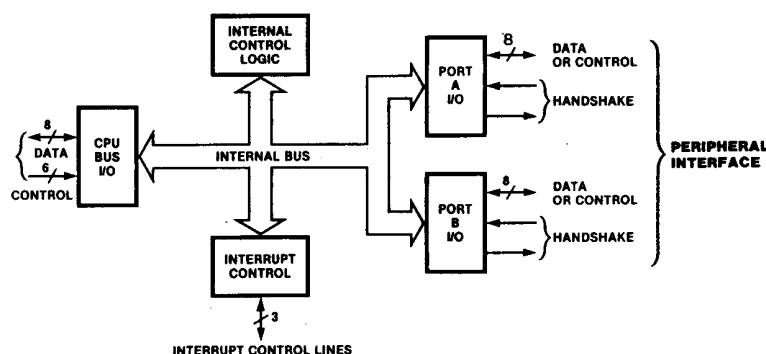 INTERNAL
CONTROL
LOGIC
8
DATA
6
CONTROL
CPU
BUS
I/O
INTERNAL BUS
INTERRUPT
CONTROL
3
INTERRUPT CONTROL LINES
PORT
A
I/O
8
DATA
OR CONTROL
HANDSHAKE
PORT
B
I/O
8
DATA
OR CONTROL
HANDSHAKE
PERIPHERAL
INTERFACE